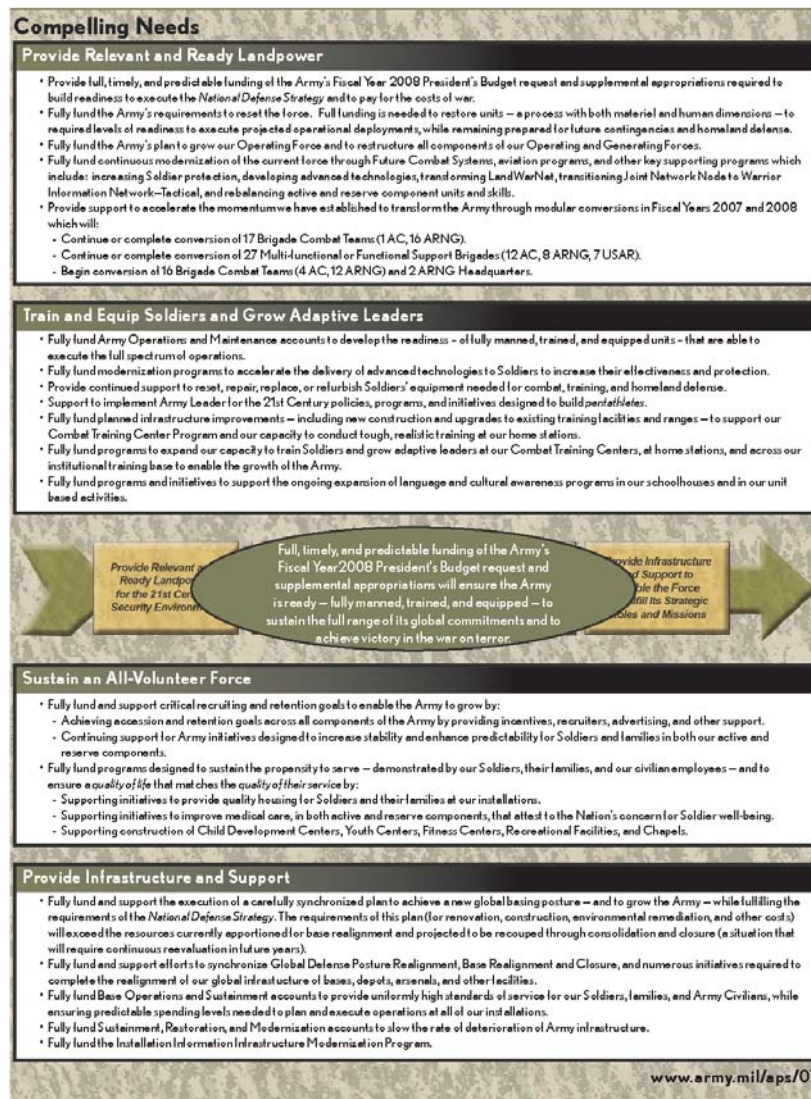 Compelling Needs
Provide Relevant and Ready Landpower
• Provide full, timely, and predictable funding of the Army's Fiscal Year 2008 President's Budget request and supplemental appropriations required to
build readiness to execute the National Defense Strategy and to pay for the costs of war.
• Fully fund the Army's requirements to reset the force. Full funding is needed to restore units — a process with both materiel and human dimensions — to
required levels of readiness to execute projected operational deployments, while remaining prepared for future contingencies and homeland defense.
• Fully fund the Army's plan to grow our Operating Force and to restructure all components of our Operating and Generating Forces.
• Fully fund continuous modernization of the current force through Future Combat Systems, aviation programs, and other key supporting programs which
include: increasing Soldier protection, developing advanced technologies, transforming LandWarNet, transitioning Joint Network Node to Warrior
Information Network—Tactical, and rebalancing active and reserve component units and skills.
• Provide support to accelerate the momentum we have established to transform the Army through modular conversions in Fiscal Years 2007 and 2008
which will:
- Continue or complete conversion of 17 Brigade Combat Teams (1 AC, 16 ARNG).
- Continue or complete conversion of 27 Multi-functional or Functional Support Brigades (12 AC, 8 ARNG, 7 USAR).
- Begin conversion of 16 Brigade Combat Teams (4 AC, 12 ARNG) and 2 ARNG Headquarters.
Train and Equip Soldiers and Grow Adaptive Leaders
• Fully fund Army Operations and Maintenance accounts to develop the readiness – of fully manned, trained, and equipped units – that are able to
execute the full spectrum of operations.
• Fully fund modernization programs to accelerate the delivery of advanced technologies to Soldiers to increase their effectiveness and protection.
• Provide continued support to reset, repair, replace, or refurbish Soldiers' equipment needed for combat, training, and homeland defense.
• Support to implement Army Leader for the 21st Century policies, programs, and initiatives designed to build pentathletes.
• Fully fund planned infrastructure improvements — including new construction and upgrades to existing training facilities and ranges — to support our
Combat Training Center Program and our capacity to conduct tough, realistic training at our home stations.
• Fully fund programs to expand our capacity to train Soldiers and grow adaptive leaders at our Combat Training Centers, at home stations, and across our
institutional training base to enable the growth of the Army.
• Fully fund programs and initiatives to support the ongoing expansion of language and cultural awareness programs in our schoolhouses and in our unit
based activities.
Provide Relevant a
Ready Landpo
for the 21st Cen
Security Environm
Full, timely, and predictable funding of the Army's
Fiscal Year 2008 President's Budget request and
supplemental appropriations will ensure the Army
is ready — fully manned, trained, and equipped — to
sustain the full range of its global commitments and to
achieve victory in the war on terror.
ovide Infrastructure
d Support to
ble the Force
lfill Its Strategic
oles and Missions
Sustain an All-Volunteer Force
• Fully fund and support critical recruiting and retention goals to enable the Army to grow by:
- Achieving accession and retention goals across all components of the Army by providing incentives, recruiters, advertising, and other support.
- Continuing support for Army initiatives designed to increase stability and enhance predictability for Soldiers and families in both our active and
reserve components.
• Fully fund programs designed to sustain the propensity to serve — demonstrated by our Soldiers, their families, and our civilian employees — and to
ensure a quality of life that matches the quality of their service by:
- Supporting initiatives to provide quality housing for Soldiers and their families at our installations.
- Supporting initiatives to improve medical care, in both active and reserve components, that attest to the Nation's concern for Soldier well-being.
- Supporting construction of Child Development Centers, Youth Centers, Fitness Centers, Recreational Facilities, and Chapels.
Provide Infrastructure and Support
• Fully fund and support the execution of a carefully synchronized plan to achieve a new global basing posture — and to grow the Army — while fulfilling the
requirements of the National Defense Strategy. The requirements of this plan (for renovation, construction, environmental remediation, and other costs)
will exceed the resources currently apportioned for base realignment and projected to be recouped through consolidation and closure (a situation that
will require continuous reevaluation in future years).
• Fully fund and support efforts to synchronize Global Defense Posture Realignment, Base Realignment and Closure, and numerous initiatives required to
complete the realignment of our global infrastucture of bases, depots, arsenals, and other facilities.
• Fully fund Base Operations and Sustainment accounts to provide uniformly high standards of service for our Soldiers, families, and Army Civilians, while
ensuring predictable spending levels needed to plan and execute operations at all of our installations.
• Fully fund Sustainment, Restoration, and Modernization accounts to slow the rate of deterioration of Army infrastructure.
• Fully fund the Installation Information Infrastructure Modernization Program.
www.army.mil/aps/0